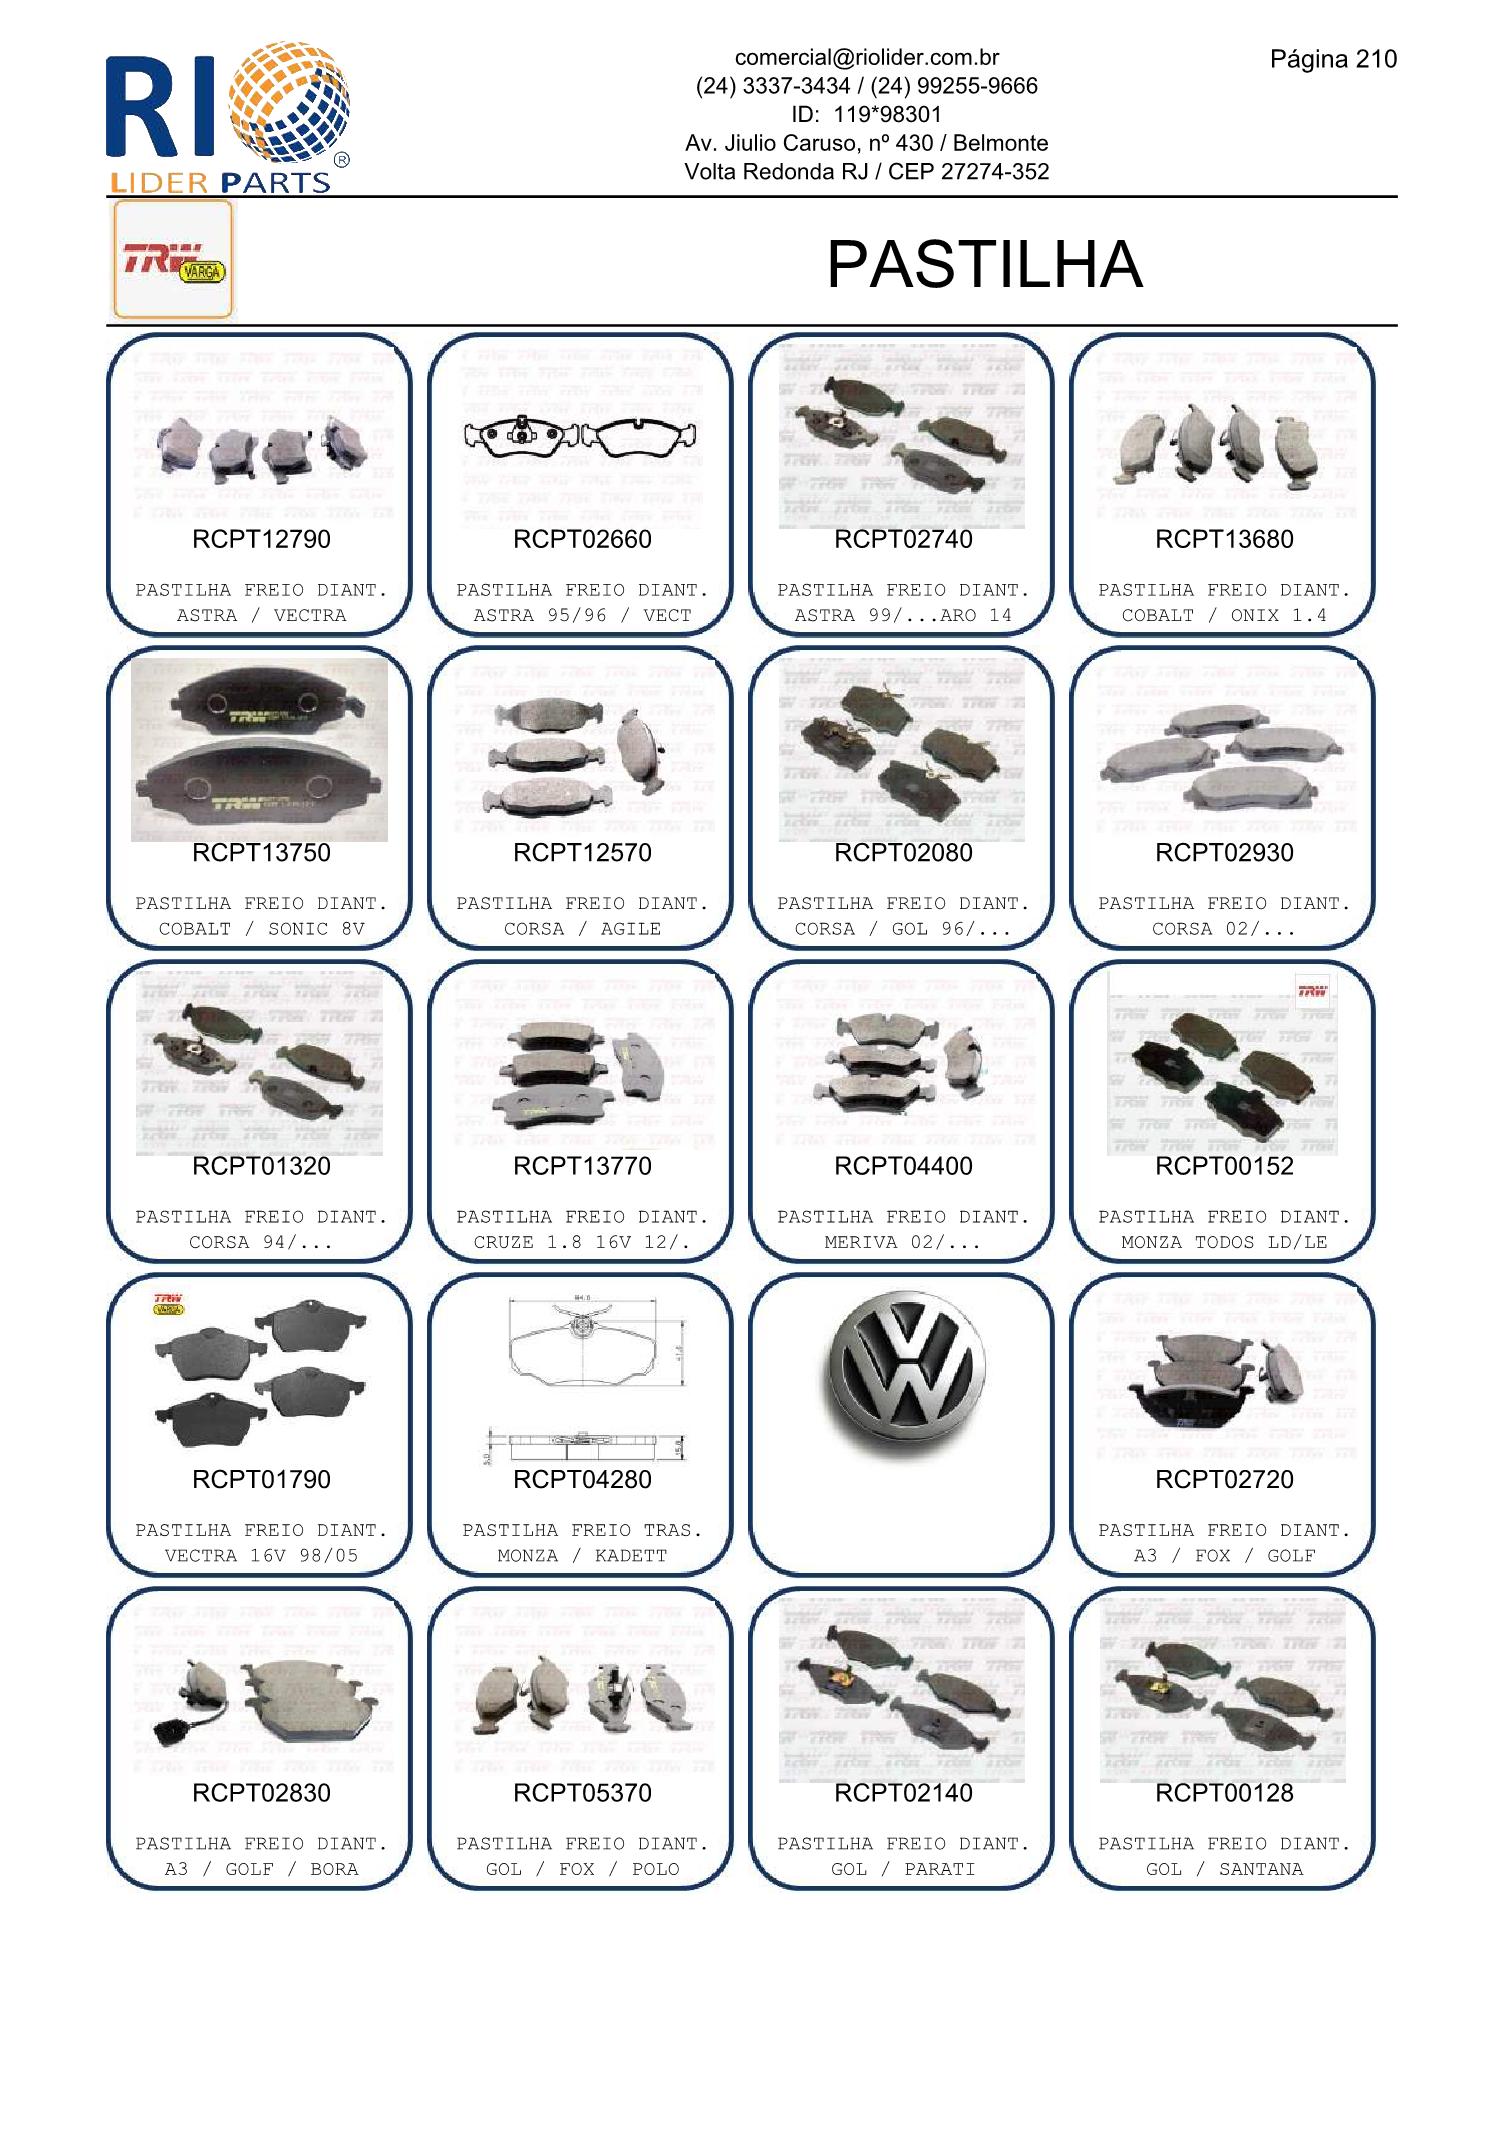 RIO
LIDER PARTS
®
comercial@riolider.com.br
(24) 3337-3434 / (24) 99255-9666
ID: 119*98301
Av. Jiulio Caruso, nº 430 / Belmonte
Volta Redonda RJ / CEP 27274-352
Página 210
TRW
VARGA
PASTILHA
RCPT12790
PASTILHA FREIO DIANT.
ASTRA / VECTRA
RCPT02660
PASTILHA FREIO DIANT.
ASTRA 95/96 / VECT
RCPT02740
PASTILHA FREIO DIANT.
ASTRA 99/...ARO 14
RCPT13680
PASTILHA FREIO DIANT.
COBALT / ONIX 1.4
TRW
TRW
RCPT13750
PASTILHA FREIO DIANT.
COBALT / SONIC 8V
RCPT12570
PASTILHA FREIO DIANT.
CORSA / AGILE
RCPT02080
PASTILHA FREIO DIANT.
CORSA / GOL 96/...
RCPT02930
PASTILHA FREIO DIANT.
CORSA 02/...
RCPT01320
PASTILHA FREIO DIANT.
CORSA 94/...
RCPT13770
PASTILHA FREIO DIANT.
CRUZE 1.8 16V 12/.
RCPT04400
PASTILHA FREIO DIANT.
MERIVA 02/...
TRW
RCPT00152
PASTILHA FREIO DIANT.
MONZA TODOS LD/LE
TRW
VARGA
RCPT01790
PASTILHA FREIO DIANT.
VECTRA 16V 98/05
RCPT04280
PASTILHA FREIO TRAS.
MONZA / KADETT
RCPT02720
PASTILHA FREIO DIANT.
A3 / FOX / GOLF
RCPT02830
PASTILHA FREIO DIANT.
A3 / GOLF / BORA
RCPT05370
PASTILHA FREIO DIANT.
GOL / FOX / POLO
RCPT02140
PASTILHA FREIO DIANT.
GOL / PARATI
RCPT00128
PASTILHA FREIO DIANT.
GOL / SANTANA